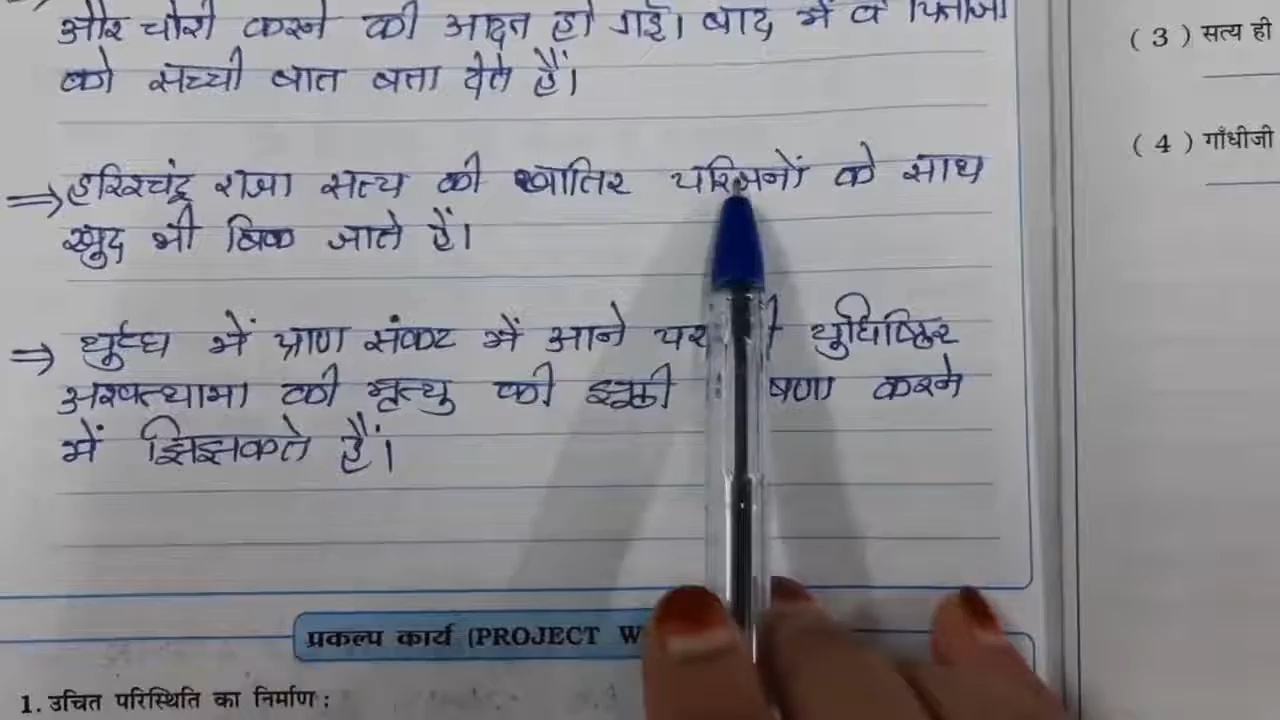 और चोरी करने की आदत हो गई। बाद में वे पिताजी
को सच्ची बात बता देते हैं।
⇒ हरिश्चंद्र राजा सत्य की खातिर परिजनों के साथ
खुद भी बिक जाते हैं।
⇒ युद्ध में प्राण संकट में आने पर युधिष्ठिर
अश्वत्थामा की मृत्यु की झूठी करने
में झिझकते हैं।
प्रकल्प कार्य (PROJECT W
1. उचित परिस्थिति का निर्माण :
( 3 ) सत्य ही
( 4 ) गाँधीजी